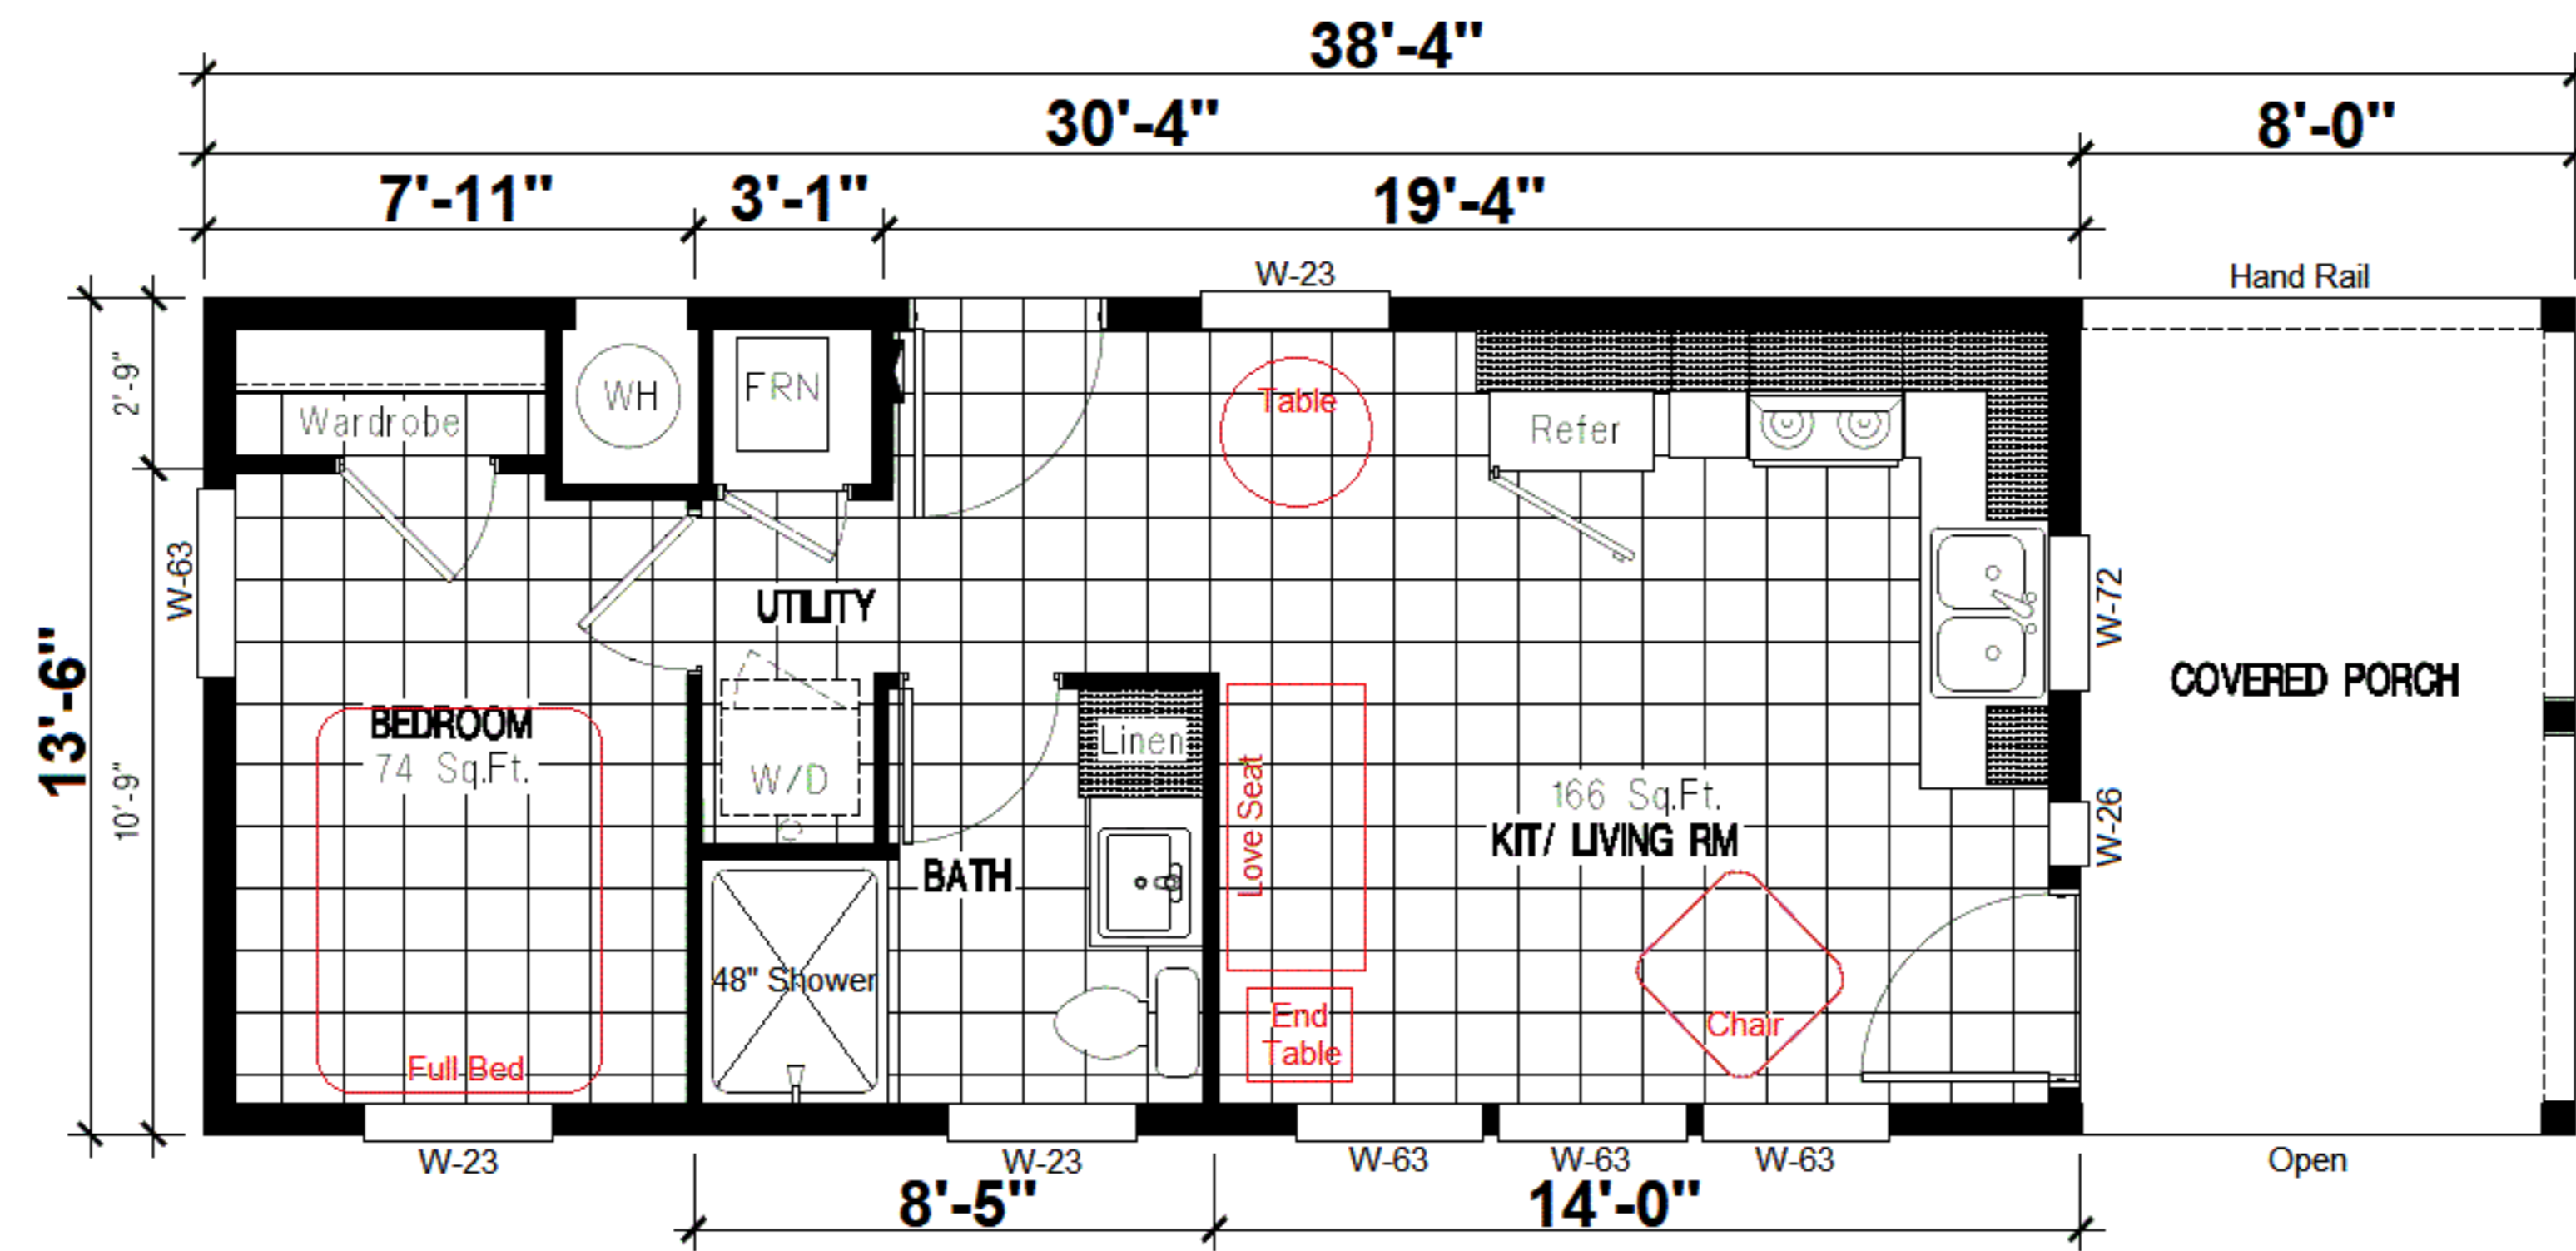 38'-4"
30'-4"
8'-0"
7'-11"
3'-1"
19'-4"
W-23
Hand Rail
2'-9"
WH
FRN
Table
Wardrobe
Refer
W-63
UTILITY
W-72
13'-6"
COVERED PORCH
BEDROOM
74 Sq.Ft.
Linen
W/D
10'-9"
Love Seat
166 Sq.Ft.
KIT/ LIVING RM
W-26
BATH
48" Shower
End
Table
Chair
Full Bed
W-23
W-23
W-63
W-63
W-63
Open
8'-5"
14'-0"